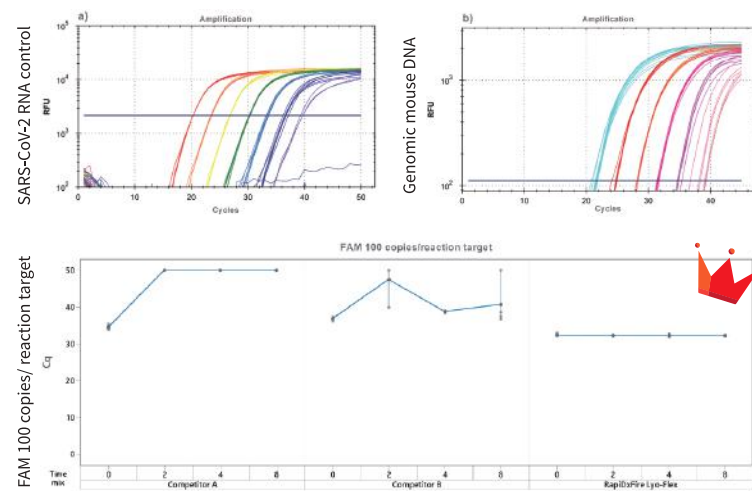 SARS-CoV-2 RNA control
a)
Amplification
10⁵
10⁴
10³
10²
RFU
0 10 20 30 40 50
Cycles
Genomic mouse DNA
b)
Amplification
10³
10²
RFU
0 10 20 30 40
Cycles
FAM 100 copies/ reaction target
FAM 100 copies/reaction target
50
40
30
20
10
0
Cq
Time 0 2 4 8 0 2 4 8 0 2 4 8
mix Competitor A Competitor B RapiDxFire Lyo-Flex